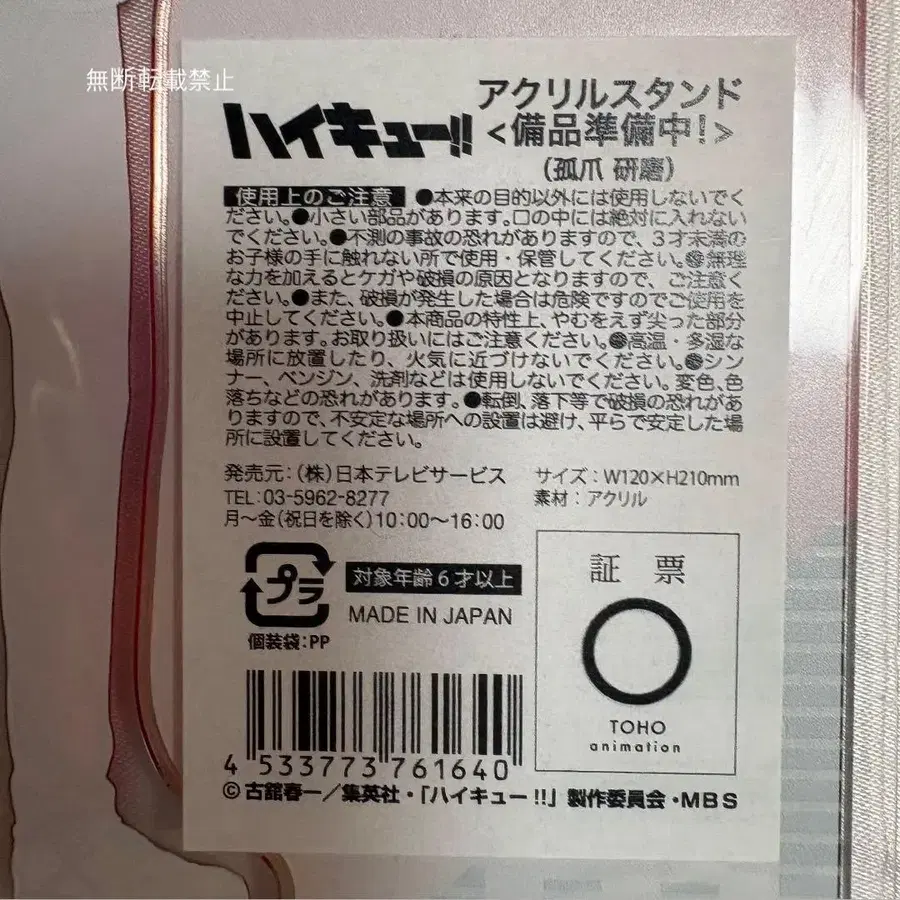 無断転載禁止
ハイキュー!!
アクリルスタンド
<備品準備中!>
(孤爪 研磨)
使用上のご注意 ●本来の目的以外には使用しないでく
ださい。●小さい部品があります。口の中には絶対に入れない
でください。●不測の事故の恐れがありますので、3才未満の
お子様の手に触れない所で使用・保管してください。●無理
な力を加えるとケガや破損の原因となりますので、ご注意く
ださい。●また、破損が発生した場合は危険ですのでご使用を
中止してください。●本商品の特性上、やむをえず尖った部分
があります。お取り扱いにはご注意ください。●高温・多湿な
場所に放置したり、火気に近づけないでください。●シン
ナー、ベンジン、洗剤などは使用しないでください。変色、色
落ちなどの恐れがあります。●転倒、落下等で破損の恐れがあ
りますので、不安定な場所への設置は避け、平らで安定した場
所に設置してください。
発売元:(株)日本テレビサービス
TEL:03-5962-8277
月〜金(祝日を除く)10:00〜16:00
サイズ:W120×H210mm
素材:アクリル
プラ
個装袋:PP
対象年齢6才以上
MADE IN JAPAN
証 票
TOHO
animation
4 533773 761640
©古舘春一/集英社・「ハイキュー!!」製作委員会・MBS